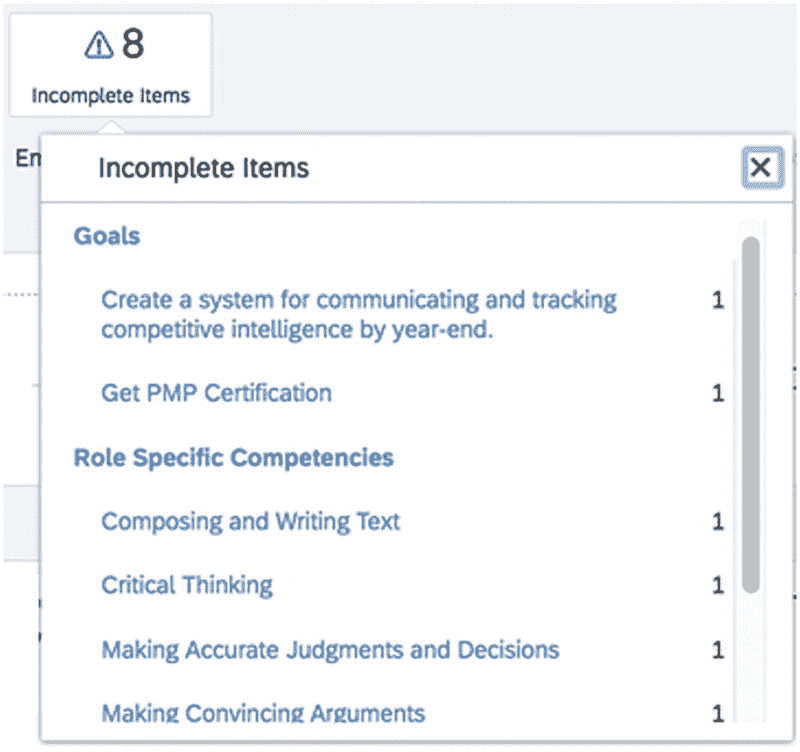 8
Incomplete Items
En
Incomplete Items
Goals
Create a system for communicating and tracking 1
competitive intelligence by year-end.
Get PMP Certification 1
Role Specific Competencies
Composing and Writing Text 1
Critical Thinking 1
Making Accurate Judgments and Decisions 1
Making Convincing Arguments 1